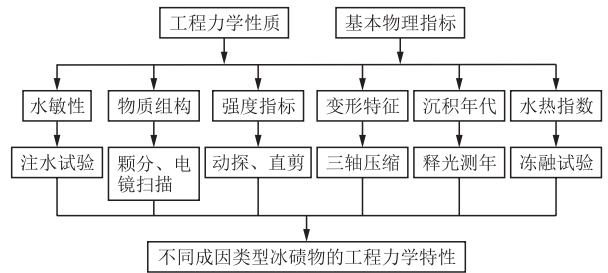 工程力学性质
基本物理指标
水敏性
物质组构
强度指标
变形特征
沉积年代
水热指数
注水试验
颗分、电
镜扫描
动探、直剪
三轴压缩
释光测年
冻融试验
不同成因类型冰碛物的工程力学特性